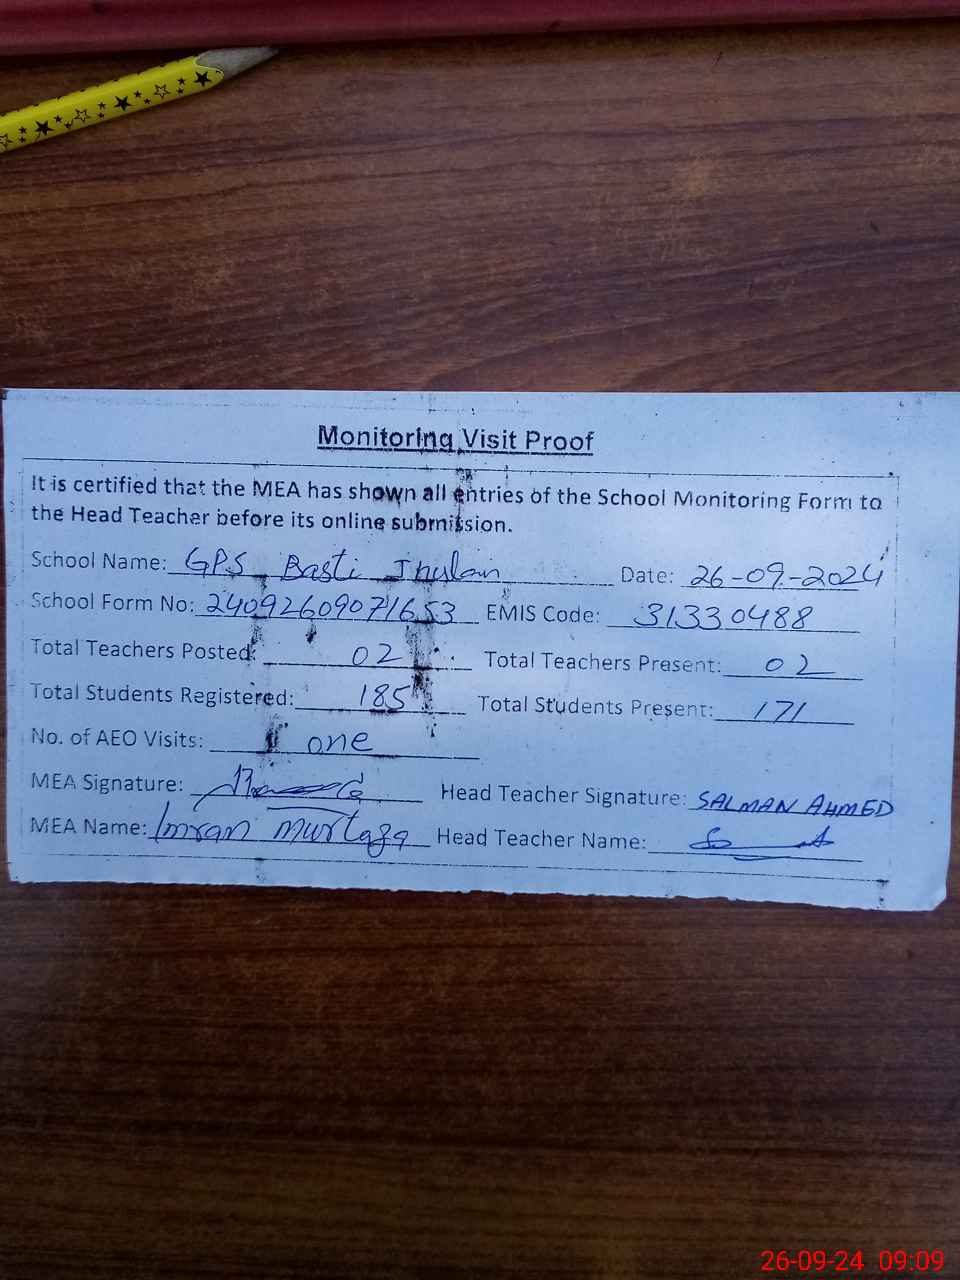 Monitoring Visit Proof
It is certified that the MEA has shown all entries of the School Monitoring Form to
the Head Teacher before its online submission.
School Name: GPS Basti Jhulan Date: 26-09-2024
School Form No: 24092609071653 EMIS Code: 31330488
Total Teachers Posted: 02 Total Teachers Present: 02
Total Students Registered: 185 Total Students Present: 171
No. of AEO Visits: one
MEA Signature: Head Teacher Signature: SALMAN AHMED
MEA Name: Imran Murtaza Head Teacher Name:
26-09-24 09:09